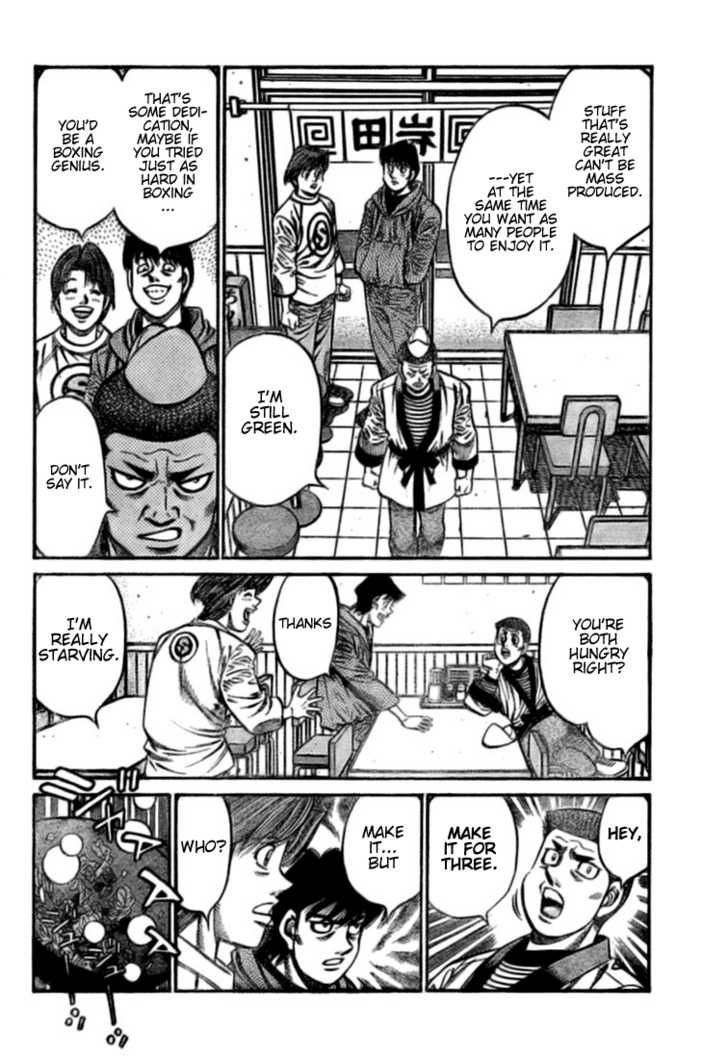 STUFF
THAT'S
REALLY
GREAT
CAN'T BE
MASS
PRODUCED.
---YET
AT THE
SAME TIME
YOU WANT AS
MANY PEOPLE
TO ENJOY IT.
I'M
STILL
GREEN.
THAT'S
SOME DEDI-
CATION,
MAYBE IF
YOU TRIED
JUST AS
HARD IN
BOXING
...
YOU'D
BE A
BOXING
GENIUS.
DON'T
SAY IT.
YOU'RE
BOTH
HUNGRY
RIGHT?
THANKS
I'M
REALLY
STARVING.
HEY,
MAKE
IT FOR
THREE.
MAKE
IT...
BUT
WHO?